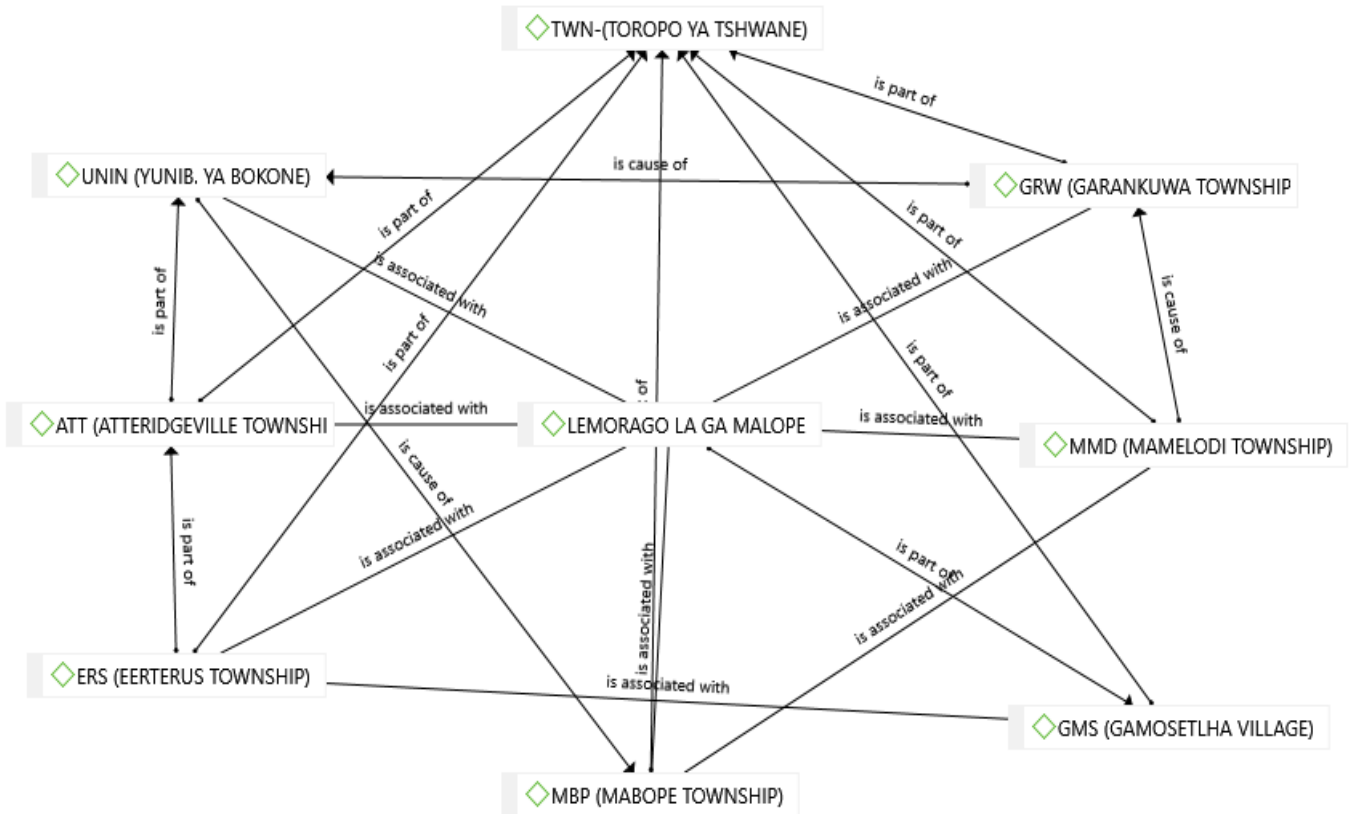 TWN-(TOROPO YA TSHWANE)
is part of
is cause of
UNIN (YUNIB. YA BOKONE)
GRW (GARANKUWA TOWNSHIP
is part of
is part of
is associated with
is associated with
is part of
is part of
is cause of
is part of
of
is associated with
ATT (ATTERIDGEVILLE TOWNSHI
LEMORAGO LA GA MALOPE
is associated with
MMD (MAMELODI TOWNSHIP)
is cause of
is associated with
is part of
is part of
is associated with
is associated with
ERS (EERTERUS TOWNSHIP)
is associated with
GMS (GAMOSETLHA VILLAGE)
MBP (MABOPE TOWNSHIP)